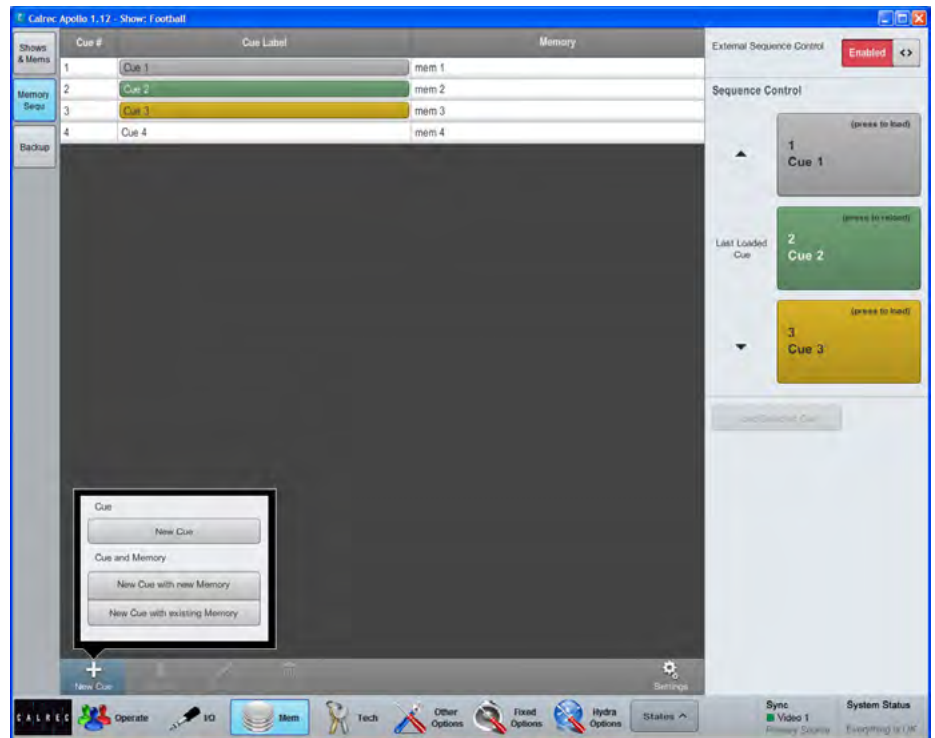 Calrec Apollo 1.12 - Show: Football
Shows & Mems
Memory Sequ
Backup
Cue # Cue Label Memory
1 Cue 1 mem 1
2 Cue 2 mem 2
3 Cue 3 mem 3
4 Cue 4 mem 4
External Sequence Control Enabled <>
Sequence Control
(press to load)
1
Cue 1
Last Loaded Cue
(press to reload)
2
Cue 2
(press to load)
3
Cue 3
Load Selected Cue
Cue
New Cue
Cue and Memory
New Cue with new Memory
New Cue with existing Memory
New Cue
Settings
CALREC
Operate
IO
Mem
Tech
Other Options
Fixed Options
Hydra Options
Status
Sync
Video 1
Primary Source
System Status
Everything is OK